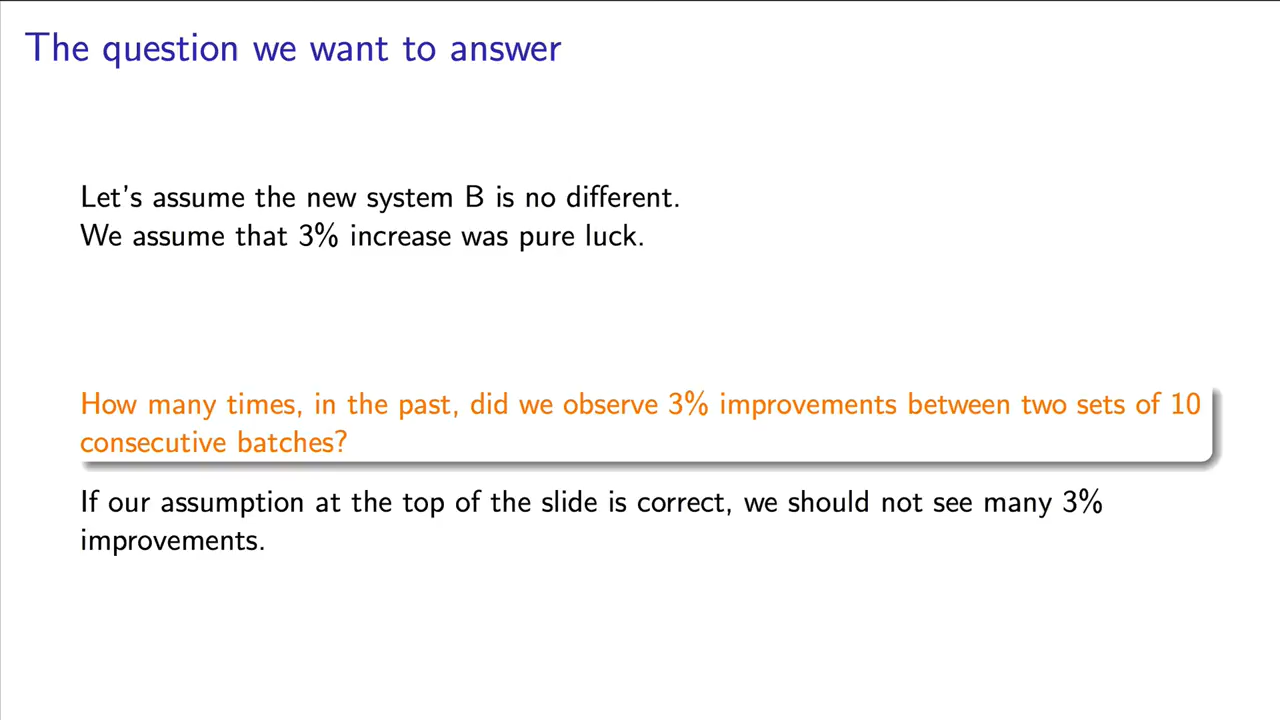 The question we want to answer
Let's assume the new system B is no different.
We assume that 3% increase was pure luck.
How many times, in the past, did we observe 3% improvements between two sets of 10
consecutive batches?
If our assumption at the top of the slide is correct, we should not see many 3%
improvements.